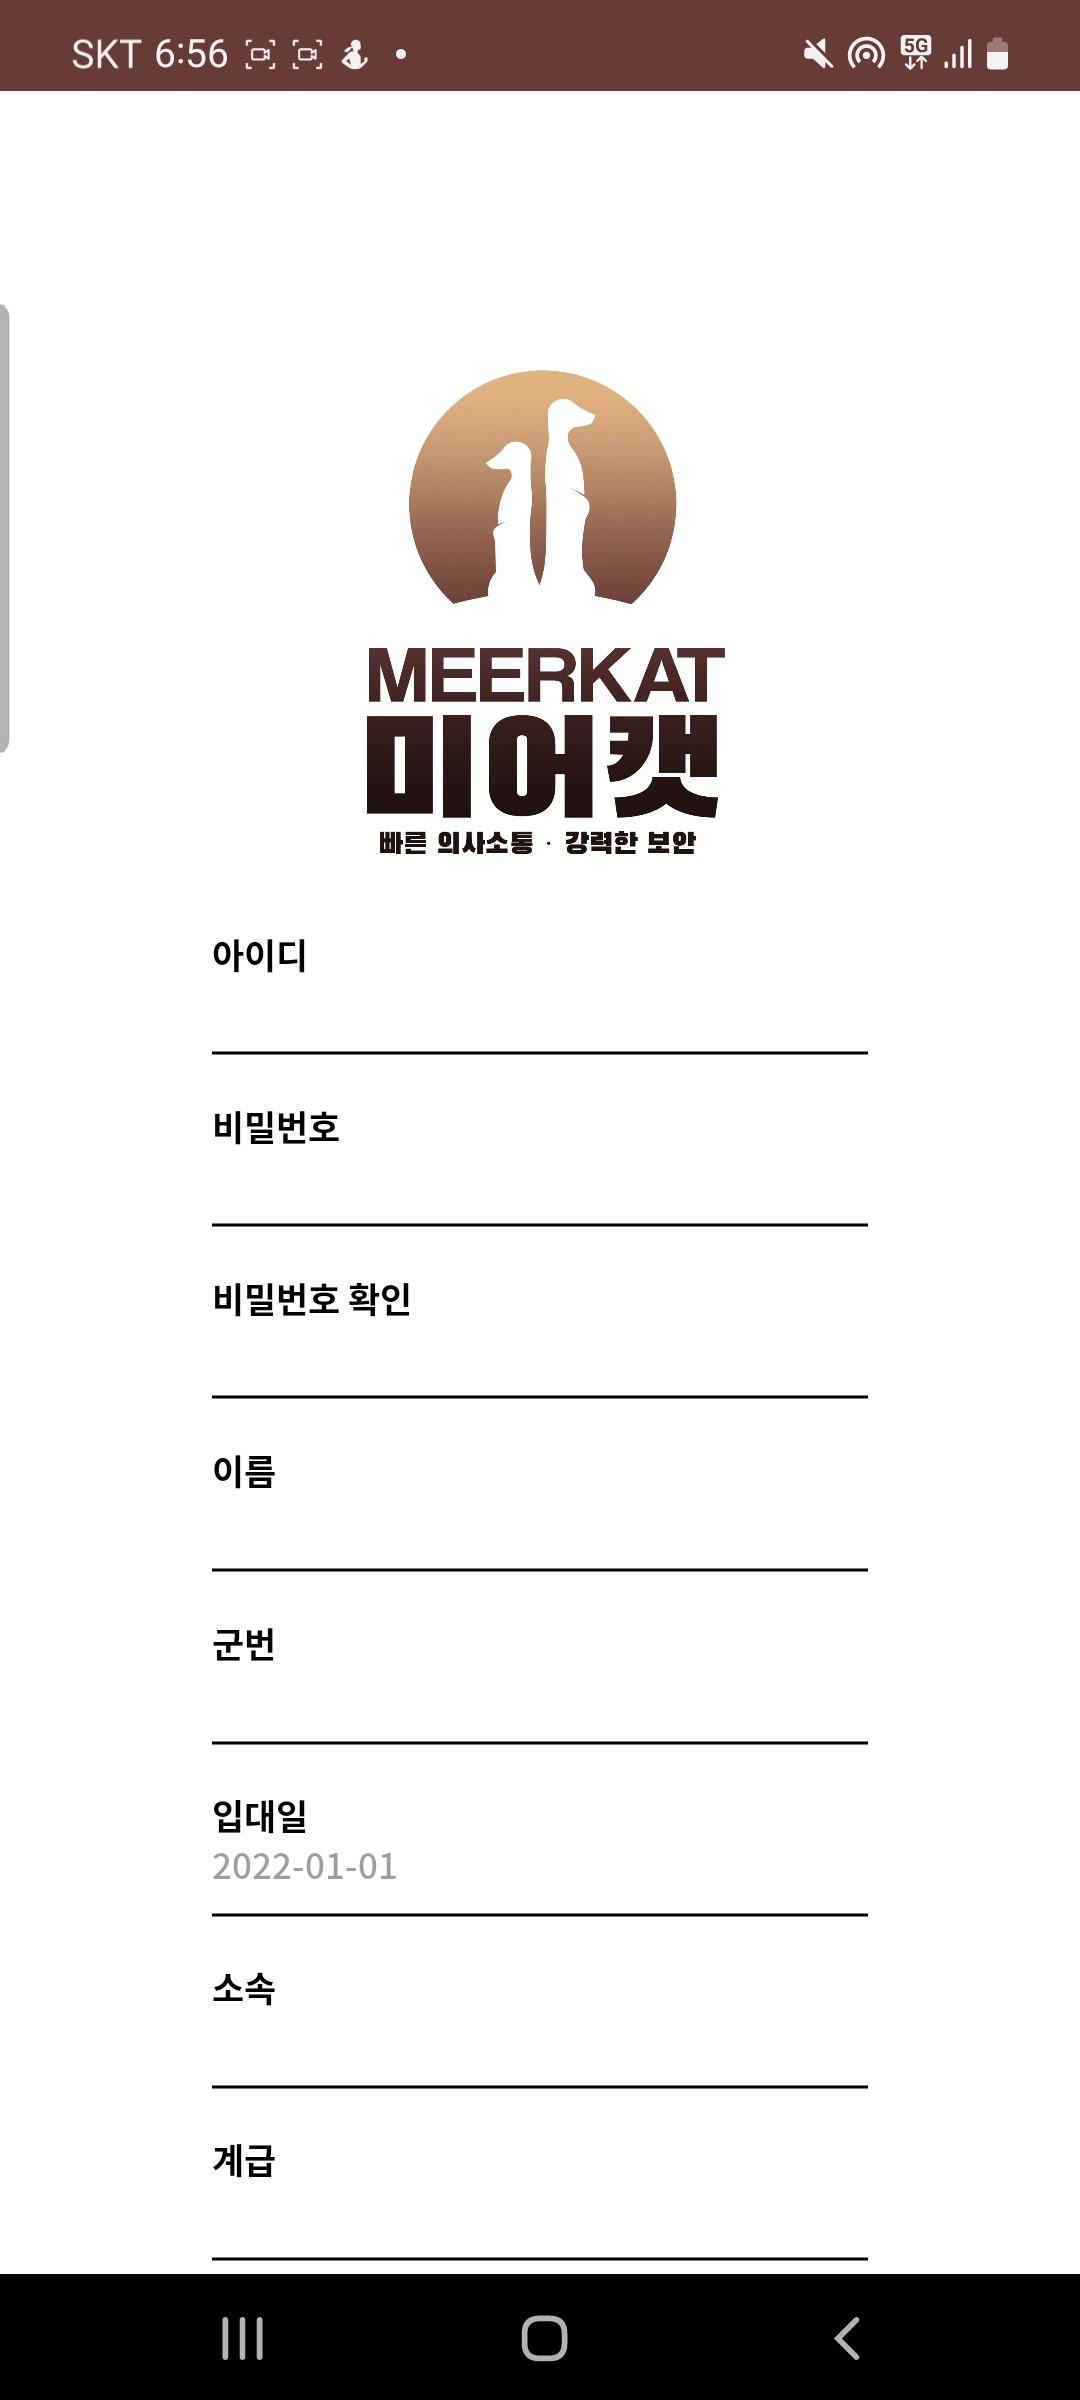 SKT 6:56
5G
MEERKAT
미어캣
빠른 의사소통 · 강력한 보안
아이디
비밀번호
비밀번호 확인
이름
군번
입대일
2022-01-01
소속
계급